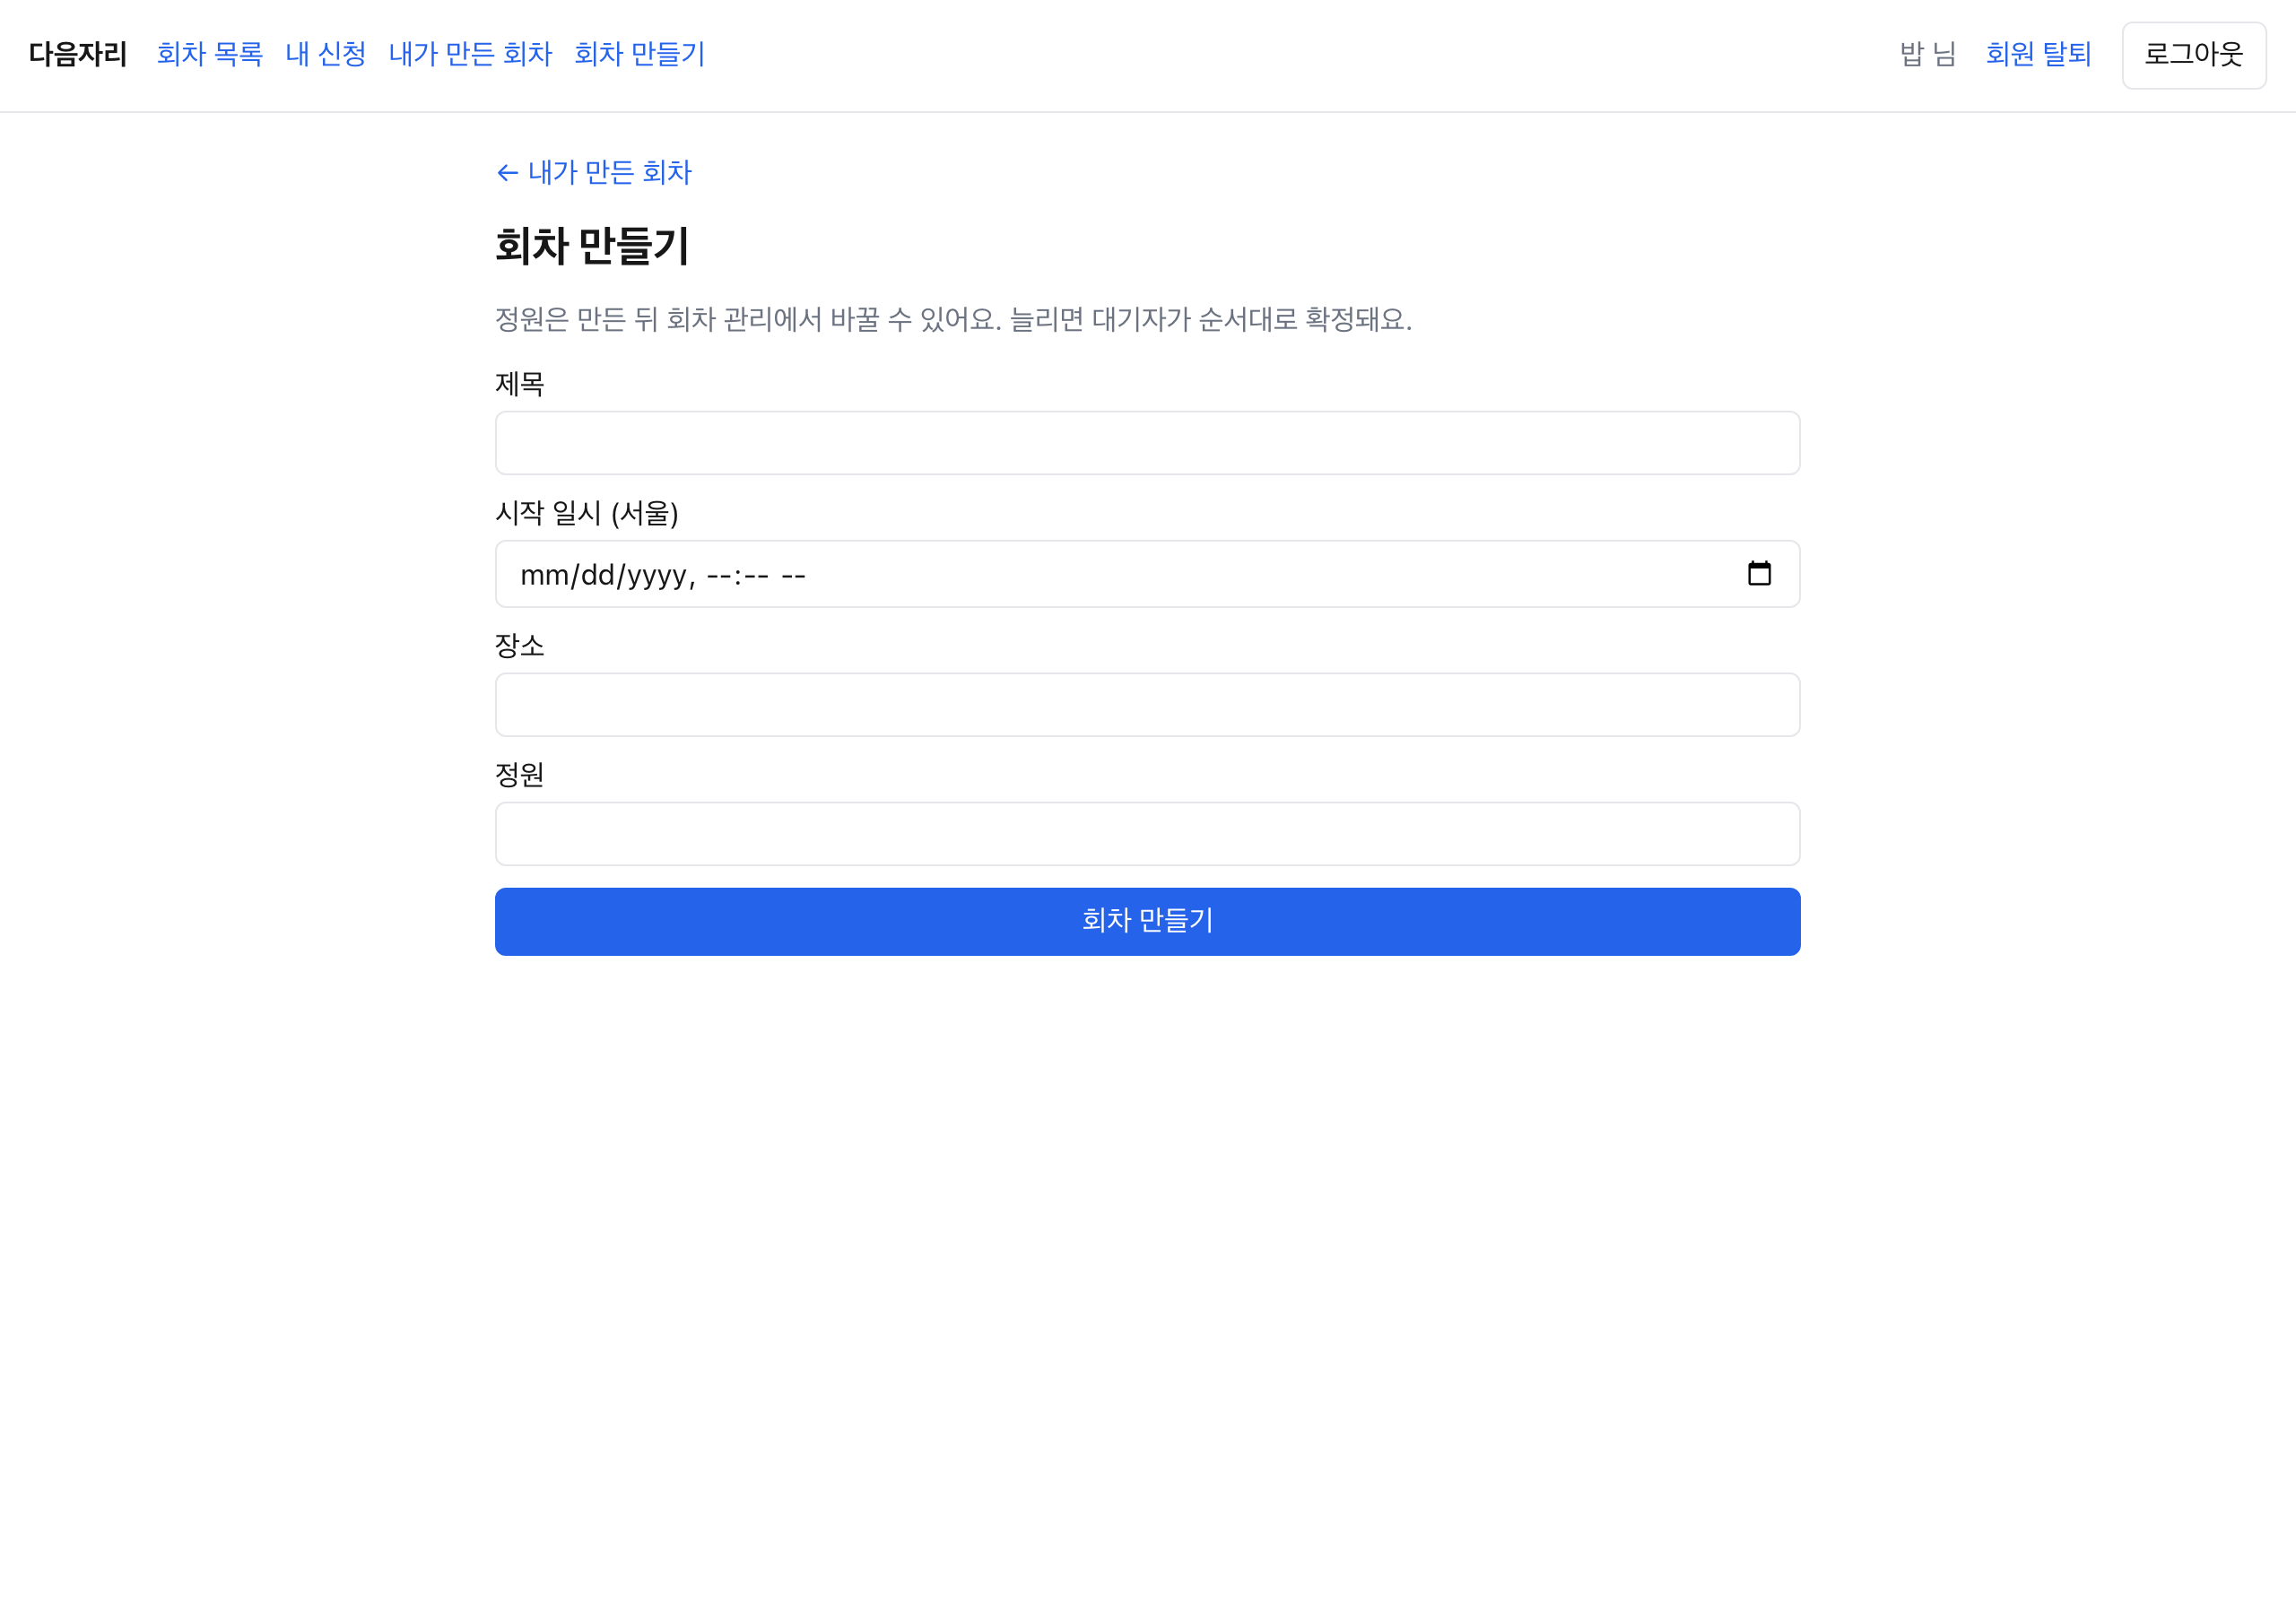 다음자리 회차 목록 내 신청 내가 만든 회차 회차 만들기 밥 님 회원 탈퇴 로그아웃
← 내가 만든 회차
회차 만들기
정원은 만든 뒤 회차 관리에서 바꿀 수 있어요. 늘리면 대기자가 순서대로 확정돼요.
제목
시작 일시 (서울)
mm/dd/yyyy, --:-- --
장소
정원
회차 만들기